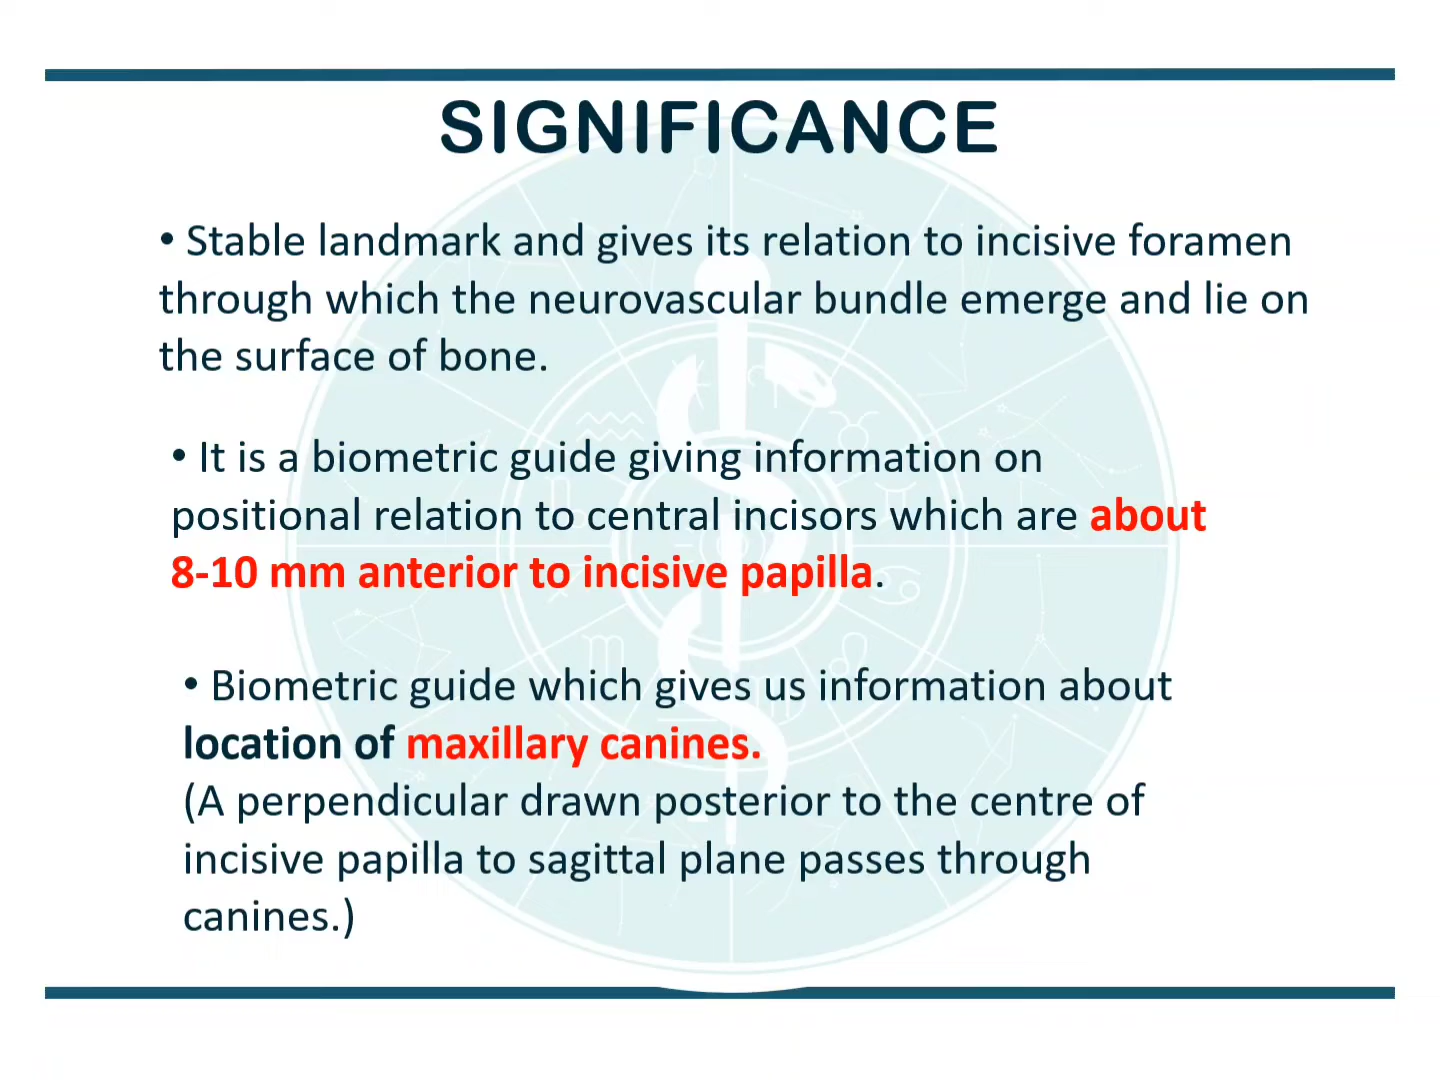 SIGNIFICANCE
• Stable landmark and gives its relation to incisive foramen
through which the neurovascular bundle emerge and lie on
the surface of bone.
• It is a biometric guide giving information on
positional relation to central incisors which are about
8-10 mm anterior to incisive papilla.
• Biometric guide which gives us information about
location of maxillary canines.
(A perpendicular drawn posterior to the centre of
incisive papilla to sagittal plane passes through
canines.)